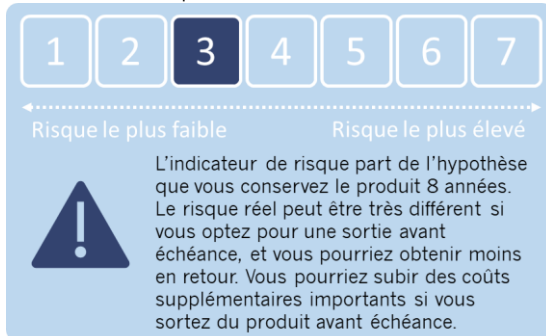 1 2 3 4 5 6 7
Risque le plus faible Risque le plus élevé
L'indicateur de risque part de l'hypothèse
que vous conservez le produit 8 années.
Le risque réel peut être très différent si
vous optez pour une sortie avant
échéance, et vous pourriez obtenir moins
en retour. Vous pourriez subir des coûts
supplémentaires importants si vous
sortez du produit avant échéance.